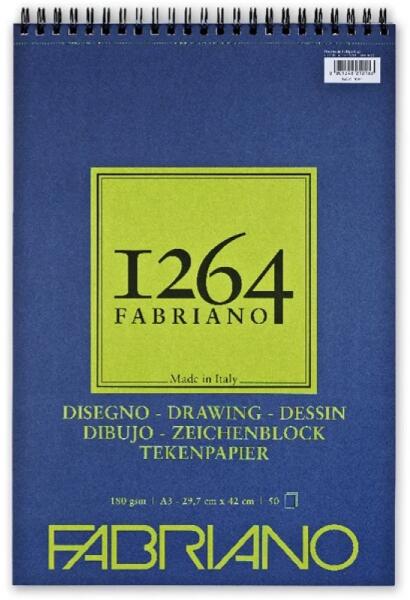 1264
FABRIANO
Made in Italy
DISEGNO - DRAWING - DESSIN
DIBUJO - ZEICHENBLOCK
TEKENPAPIER
180 gsm | A3 - 29,7 cm x 42 cm | 50
FABRIANO